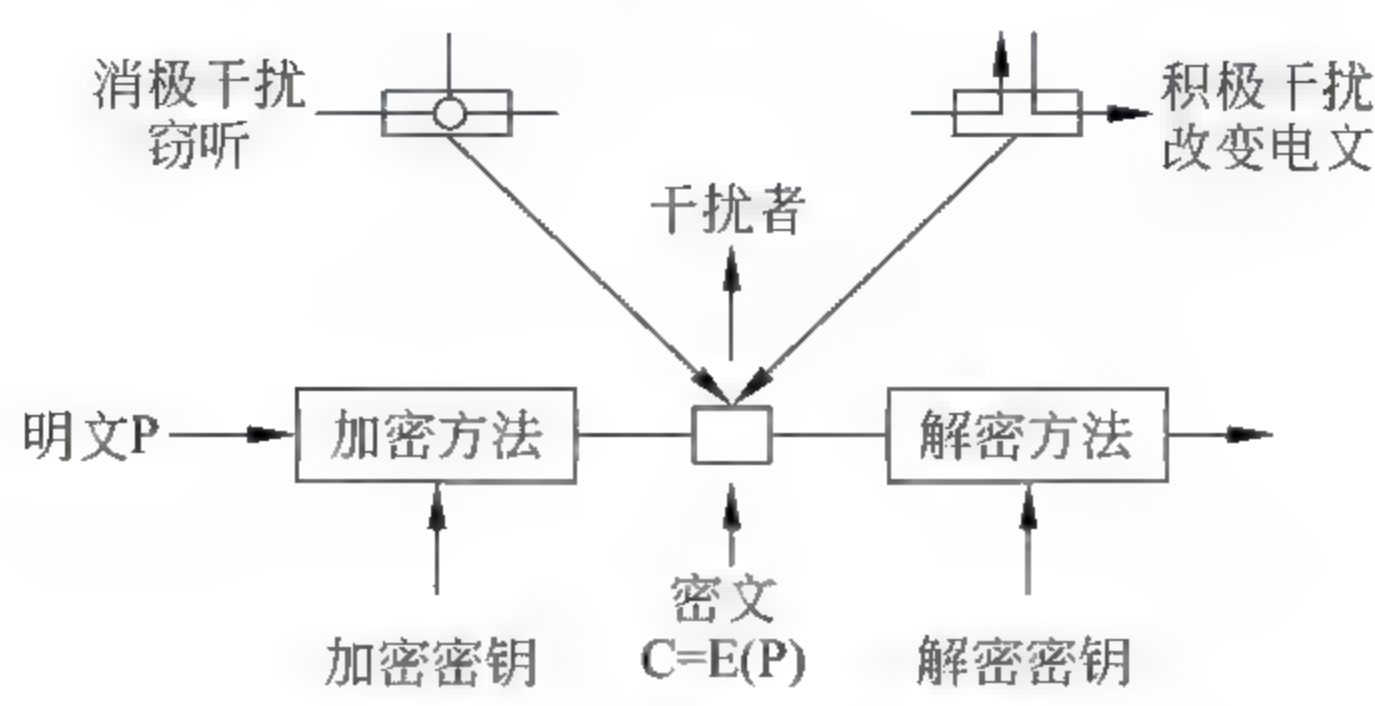 消极干扰
窃听
积极干扰
改变电文
干扰者
明文P
加密方法
解密方法
加密密钥
密文
C=E(P)
解密密钥